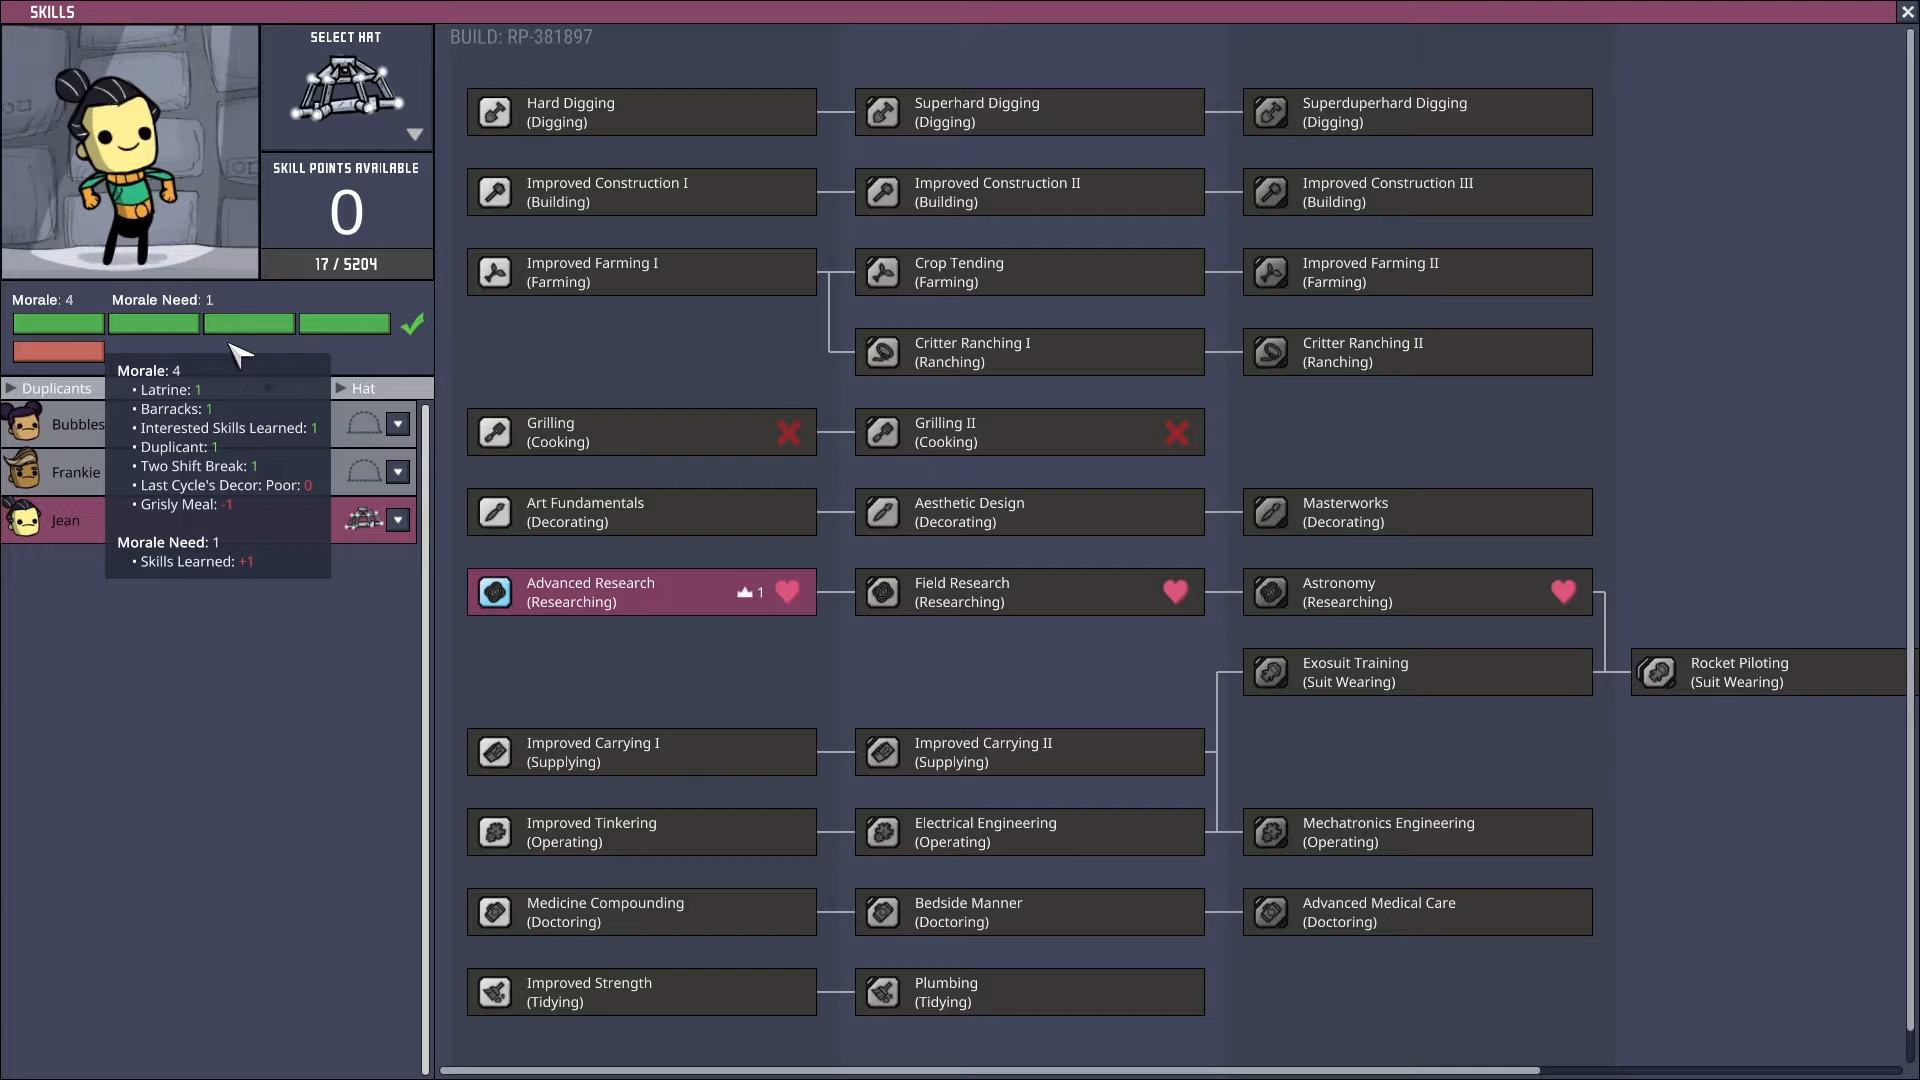 SKILLS
BUILD: RP-381897
SELECT HAT
SKILL POINTS AVAILABLE
0
17 / 5204
Morale: 4 Morale Need: 1
Duplicants Hat
Bubbles
Frankie
Jean
Morale: 4
• Latrine: 1
• Barracks: 1
• Interested Skills Learned: 1
• Duplicant: 1
• Two Shift Break: 1
• Last Cycle's Decor: Poor: 0
• Grisly Meal: -1
Morale Need: 1
• Skills Learned: +1
Hard Digging
(Digging)
Superhard Digging
(Digging)
Superduperhard Digging
(Digging)
Improved Construction I
(Building)
Improved Construction II
(Building)
Improved Construction III
(Building)
Improved Farming I
(Farming)
Crop Tending
(Farming)
Improved Farming II
(Farming)
Critter Ranching I
(Ranching)
Critter Ranching II
(Ranching)
Grilling
(Cooking)
Grilling II
(Cooking)
Art Fundamentals
(Decorating)
Aesthetic Design
(Decorating)
Masterworks
(Decorating)
Advanced Research
(Researching)
1
Field Research
(Researching)
Astronomy
(Researching)
Exosuit Training
(Suit Wearing)
Rocket Piloting
(Suit Wearing)
Improved Carrying I
(Supplying)
Improved Carrying II
(Supplying)
Improved Tinkering
(Operating)
Electrical Engineering
(Operating)
Mechatronics Engineering
(Operating)
Medicine Compounding
(Doctoring)
Bedside Manner
(Doctoring)
Advanced Medical Care
(Doctoring)
Improved Strength
(Tidying)
Plumbing
(Tidying)